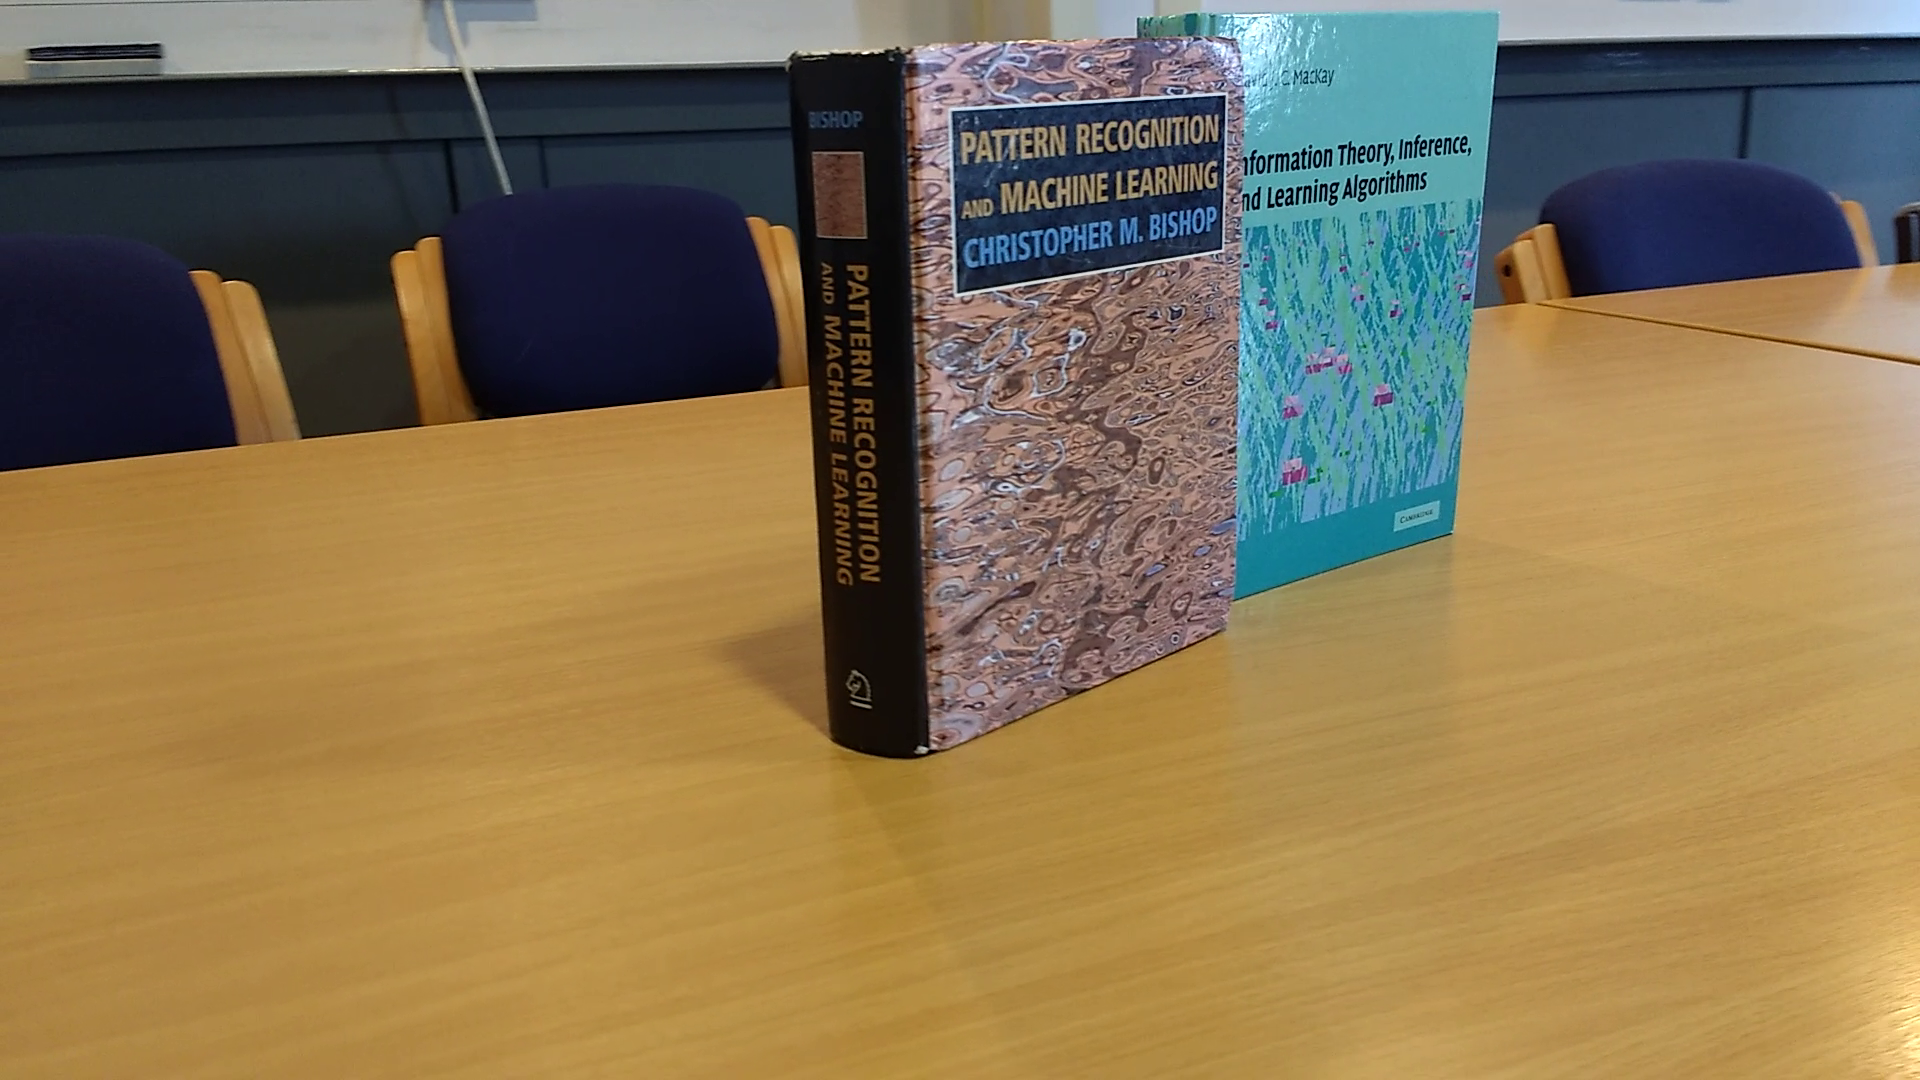 BISHOP
PATTERN RECOGNITION
AND MACHINE LEARNING
PATTERN RECOGNITION
AND MACHINE LEARNING
CHRISTOPHER M. BISHOP
C. MacKay
nformation Theory, Inference,
nd Learning Algorithms
CAMBRIDGE